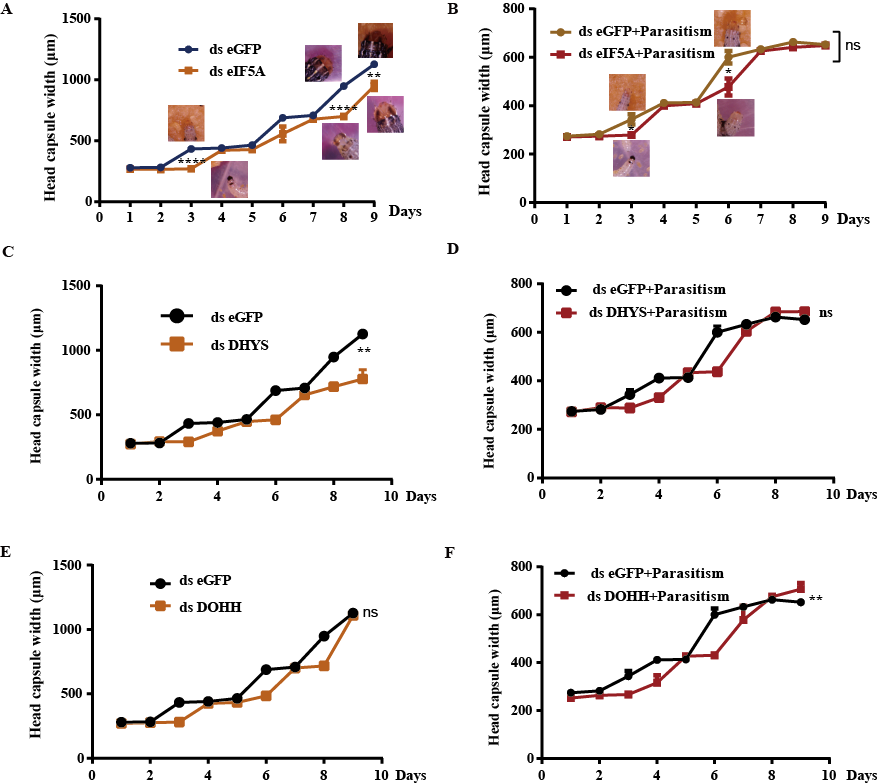 A
Head capsule width (μm)
1500
1000
500
0
ds eGFP
ds eIF5A
****
****
**
0 1 2 3 4 5 6 7 8 9 Days
B
Head capsule width (μm)
800
600
400
200
0
ds eGFP+Parasitism
ds eIF5A+Parasitism
*
*
ns
0 1 2 3 4 5 6 7 8 9 Days
C
Head capsule width (μm)
1500
1000
500
0
ds eGFP
ds DHYS
**
0 2 4 6 8 10 Days
D
Head capsule width (μm)
800
600
400
200
0
ds eGFP+Parasitism
ds DHYS+Parasitism
ns
0 2 4 6 8 10 Days
E
Head capsule width (μm)
1500
1000
500
0
ds eGFP
ds DOHH
ns
0 2 4 6 8 10 Days
F
Head capsule width (μm)
800
600
400
200
0
ds eGFP+Parasitism
ds DOHH+Parasitism
**
0 2 4 6 8 10 Days